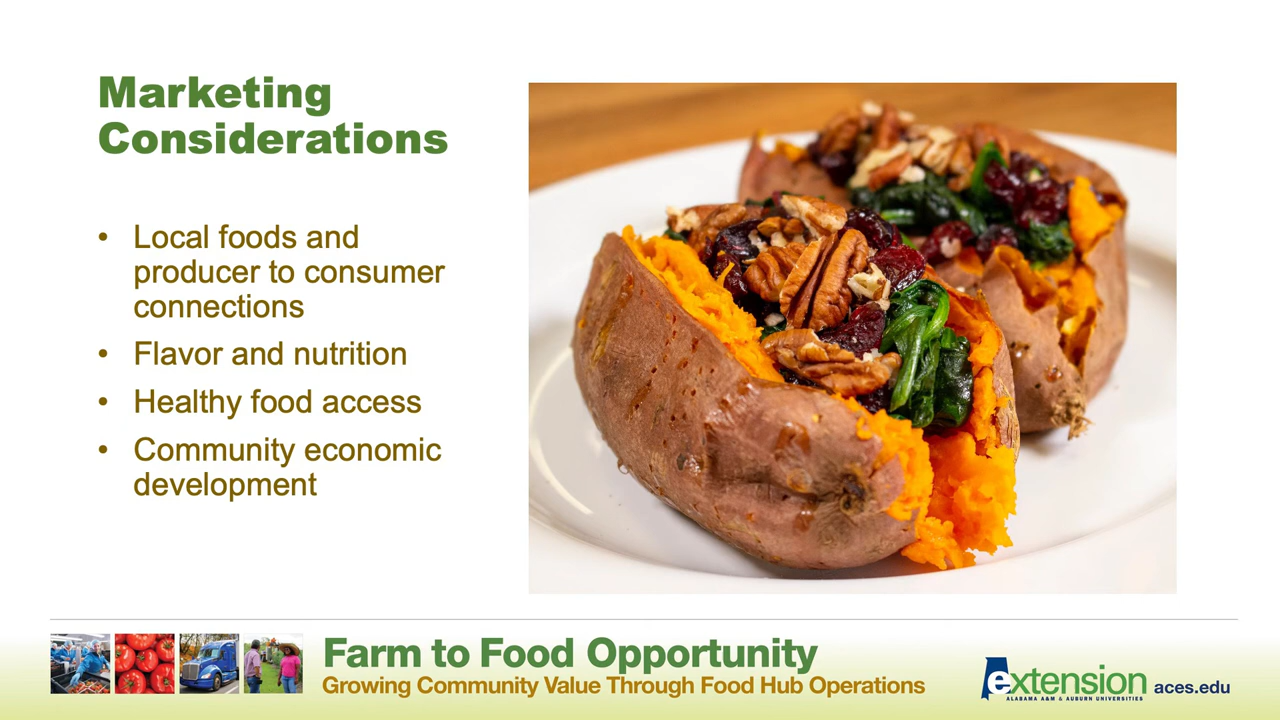 Marketing
Considerations
• Local foods and
producer to consumer
connections
• Flavor and nutrition
• Healthy food access
• Community economic
development
Farm to Food Opportunity
Growing Community Value Through Food Hub Operations
extension
ALABAMA A&M & AUBURN UNIVERSITIES
aces.edu